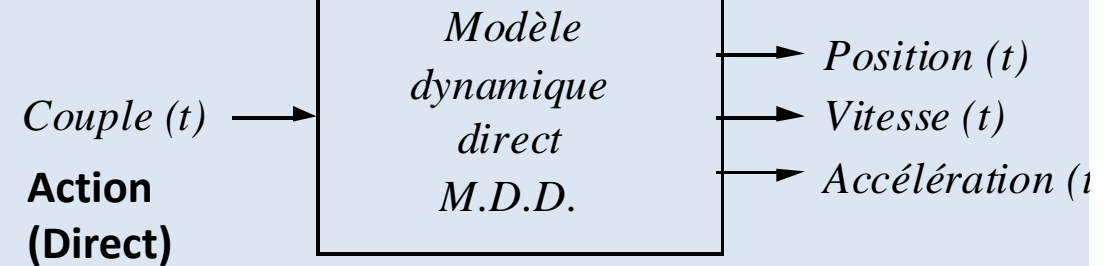 Couple (t)
Action
(Direct)
Modèle
dynamique
direct
M.D.D.
Position (t)
Vitesse (t)
Accélération (t